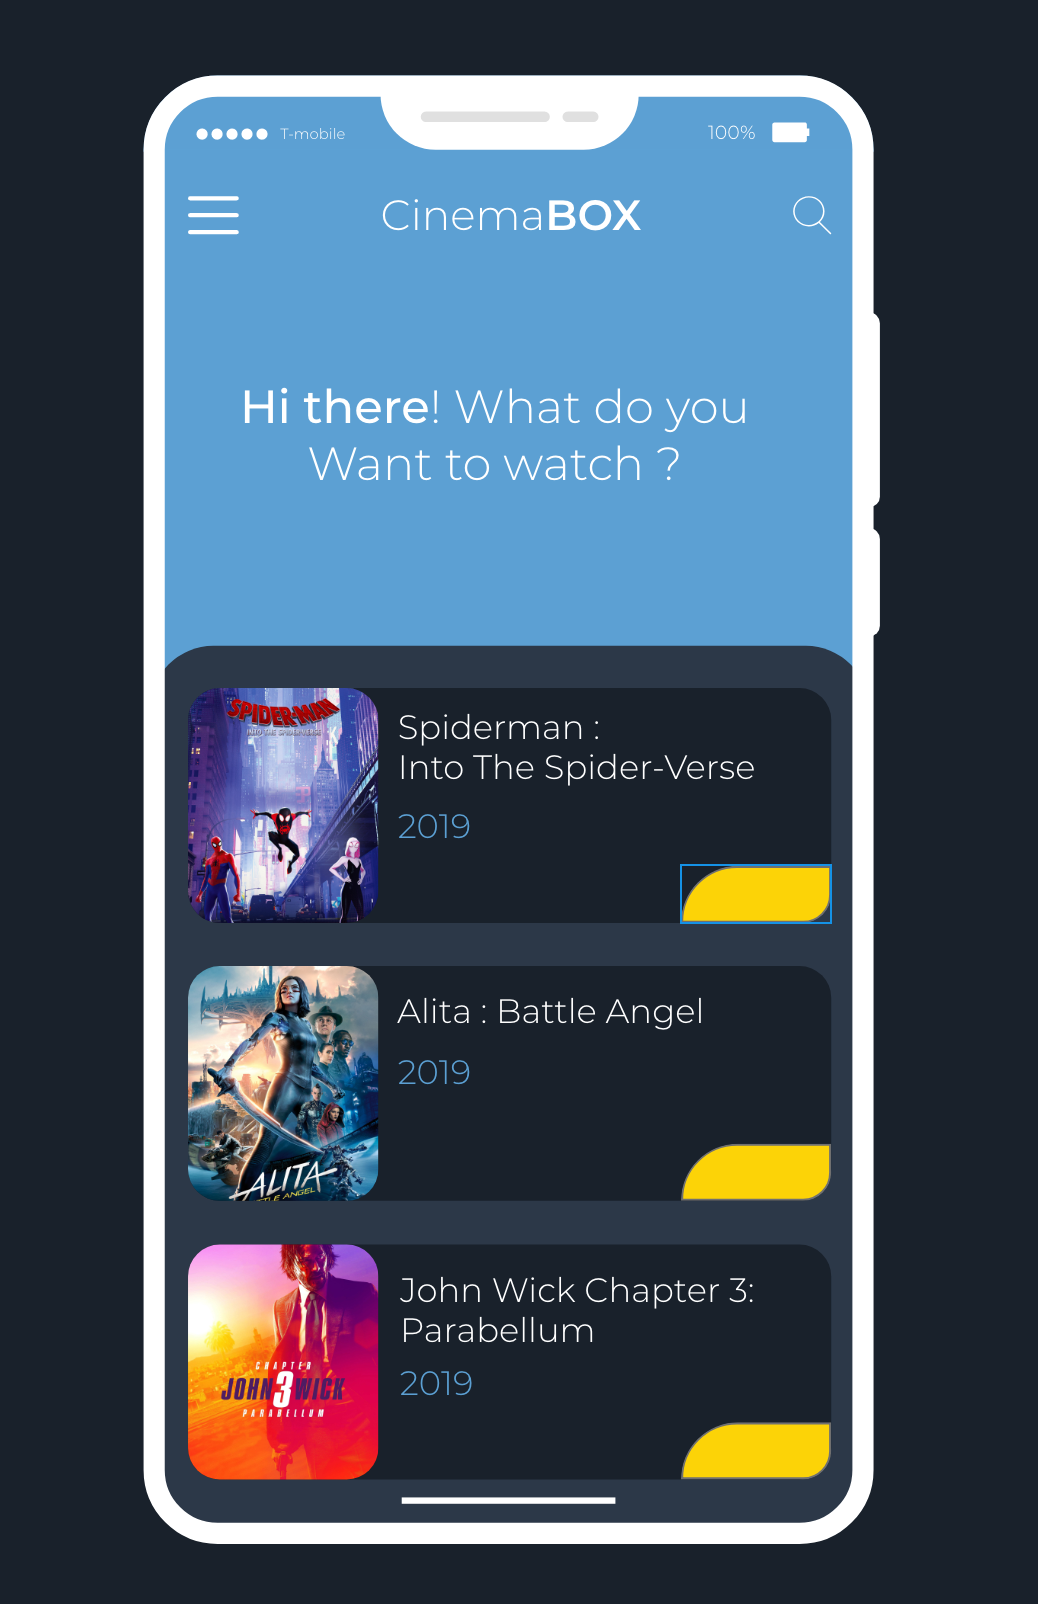 T-mobile
100%
CinemaBOX
Hi there! What do you
Want to watch ?
SPIDER-MAN
INTO THE SPIDER-VERSE
Spiderman :
Into The Spider-Verse
2019
Alita : Battle Angel
2019
ALITA
TLE ANGEL
John Wick Chapter 3:
Parabellum
2019
CHAPTER
JOHN 3 WICK
PARABELLUM